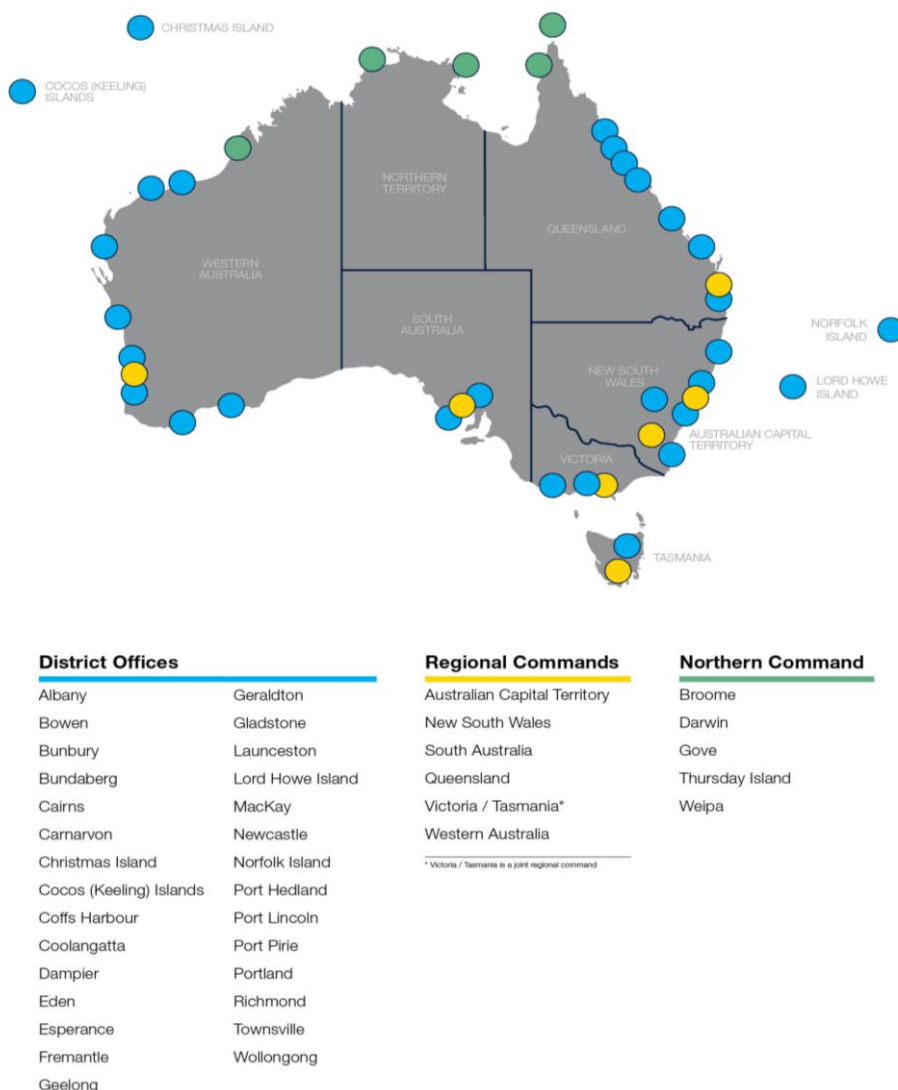 CHRISTMAS ISLAND
COCOS (KEELING)
ISLANDS
NORTHERN
TERRITORY
QUEENSLAND
WESTERN
AUSTRALIA
SOUTH
AUSTRALIA
NORFOLK
ISLAND
NEW SOUTH
WALES
LORD HOWE
ISLAND
AUSTRALIAN CAPITAL
TERRITORY
VICTORIA
TASMANIA
District Offices
Albany
Bowen
Bunbury
Bundaberg
Cairns
Carnarvon
Christmas Island
Cocos (Keeling) Islands
Coffs Harbour
Coolangatta
Dampier
Eden
Esperance
Fremantle
Geelong
Geraldton
Gladstone
Launceston
Lord Howe Island
MacKay
Newcastle
Norfolk Island
Port Hedland
Port Lincoln
Port Pirie
Portland
Richmond
Townsville
Wollongong
Regional Commands
Australian Capital Territory
New South Wales
South Australia
Queensland
Victoria / Tasmania*
Western Australia
* Victoria / Tasmania is a joint regional command
Northern Command
Broome
Darwin
Gove
Thursday Island
Weipa